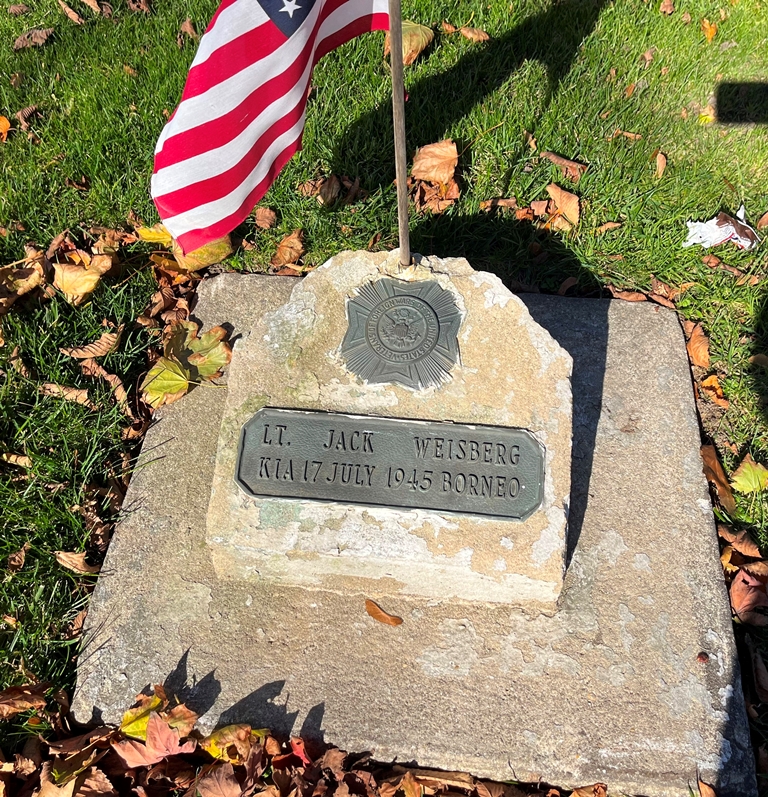 LT. JACK WEISBERG
KIA 17 JULY 1945 BORNEO